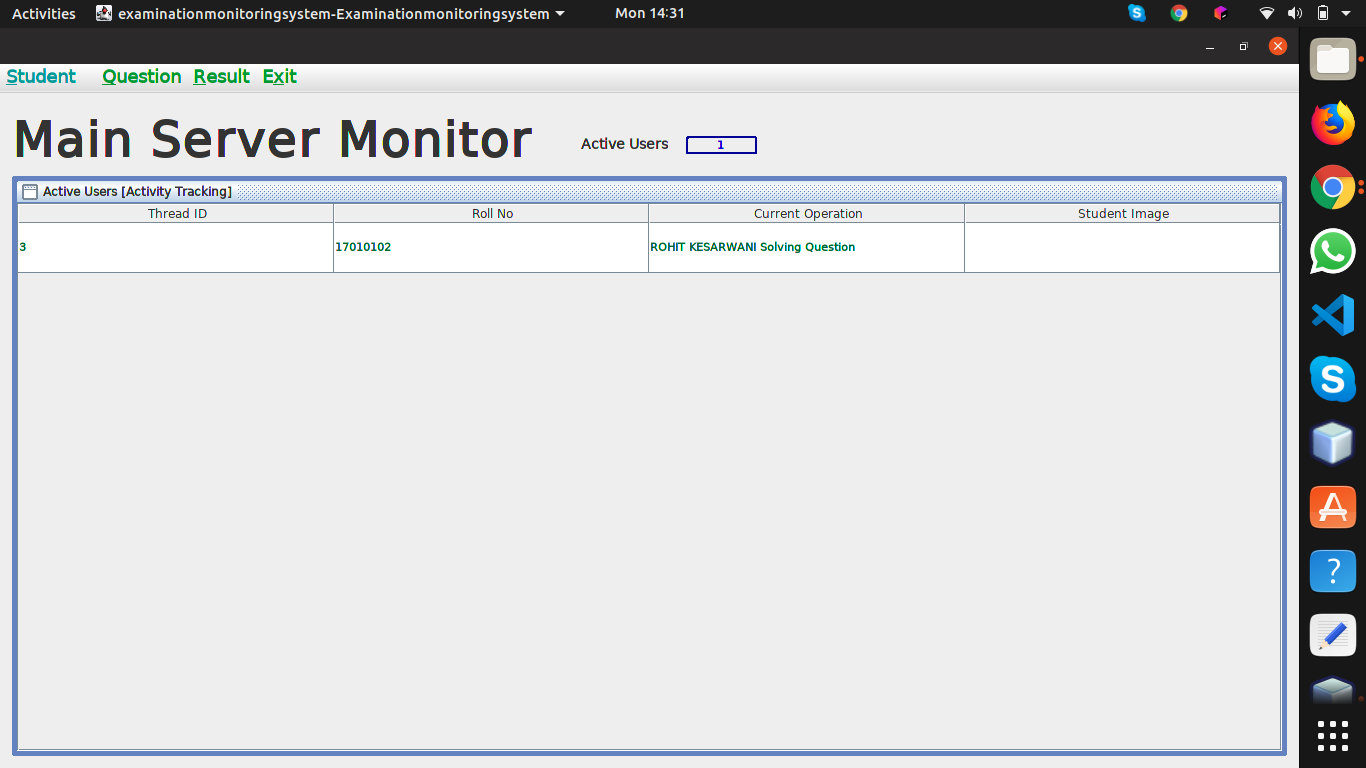 Activities examinationmonitoringsystem-Examinationmonitoringsystem Mon 14:31
Student Question Result Exit
Main Server Monitor Active Users 1
Active Users [Activity Tracking]
Thread ID Roll No Current Operation Student Image
3 17010102 ROHIT KESARWANI Solving Question